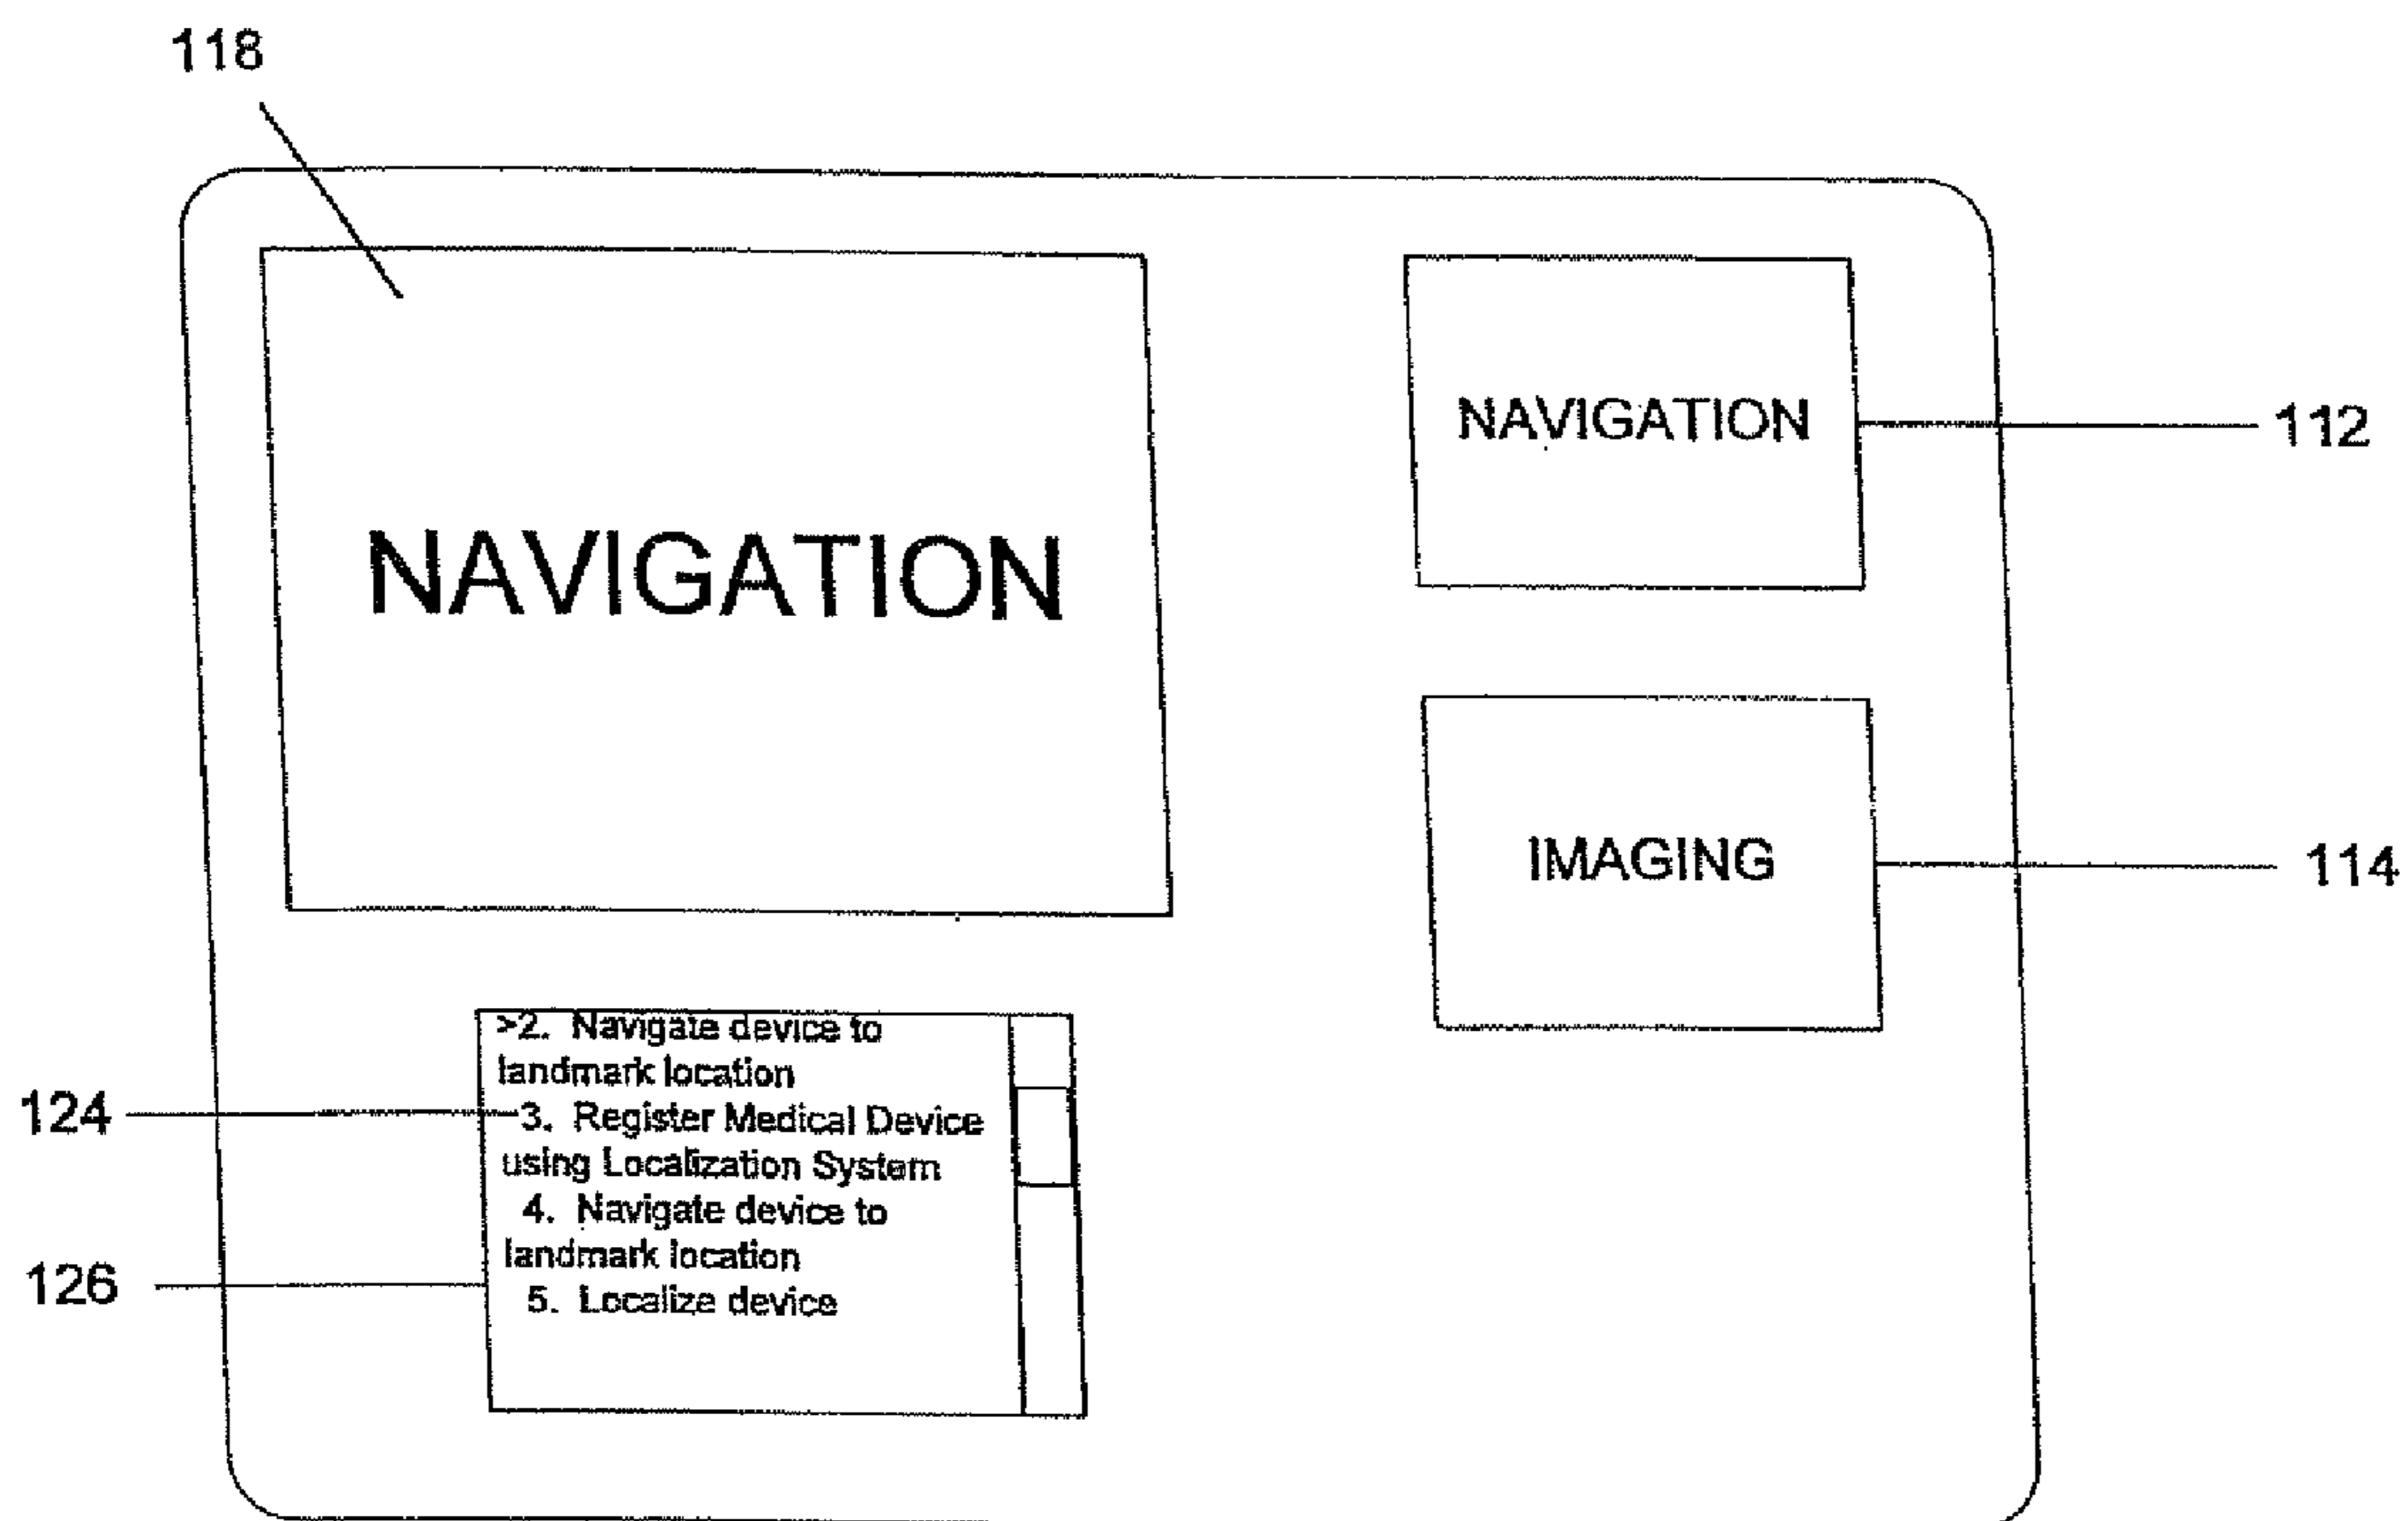 118
NAVIGATION
NAVIGATION
112
IMAGING
114
>2. Navigate device to
landmark location
124
3. Register Medical Device
using Localization System
4. Navigate device to
landmark location
126
5. Localize device